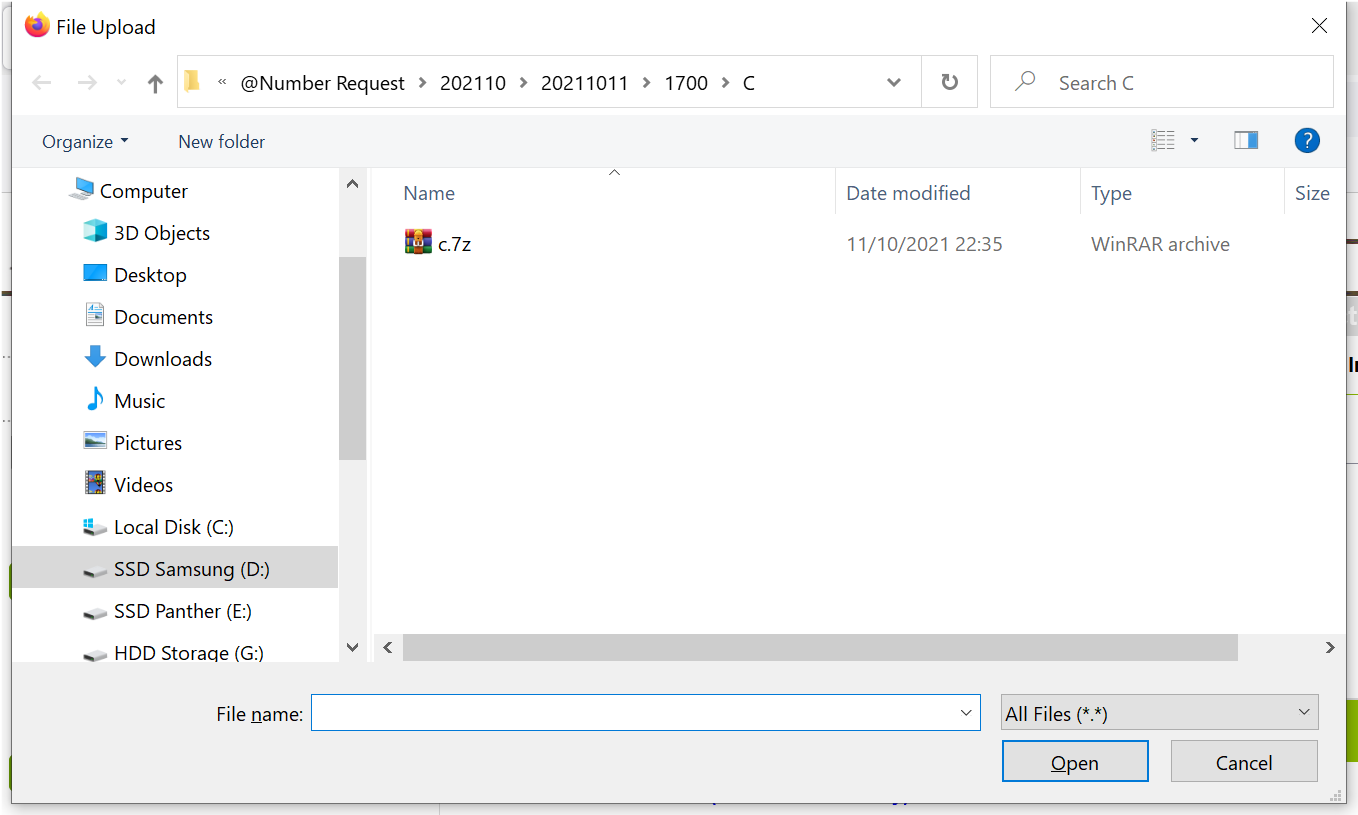 File Upload
« @Number Request > 202110 > 20211011 > 1700 > C
Search C
Organize
New folder
?
Computer
3D Objects
Desktop
Documents
Downloads
Music
Pictures
Videos
Local Disk (C:)
SSD Samsung (D:)
SSD Panther (E:)
HDD Storage (G:)
Name Date modified Type Size
c.7z 11/10/2021 22:35 WinRAR archive
File name:
All Files (*.*)
Open
Cancel